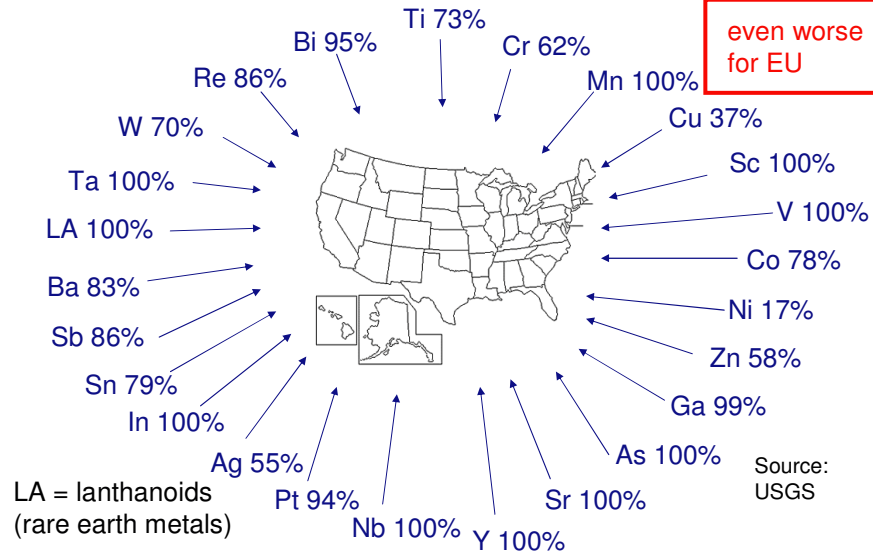 Ti 73%
Bi 95%
Cr 62%
even worse
for EU
Re 86%
Mn 100%
W 70%
Cu 37%
Ta 100%
Sc 100%
LA 100%
V 100%
Ba 83%
Co 78%
Sb 86%
Ni 17%
Sn 79%
Zn 58%
In 100%
Ga 99%
Ag 55%
As 100%
Pt 94%
Sr 100%
Nb 100%
Y 100%
LA = lanthanoids
(rare earth metals)
Source:
USGS